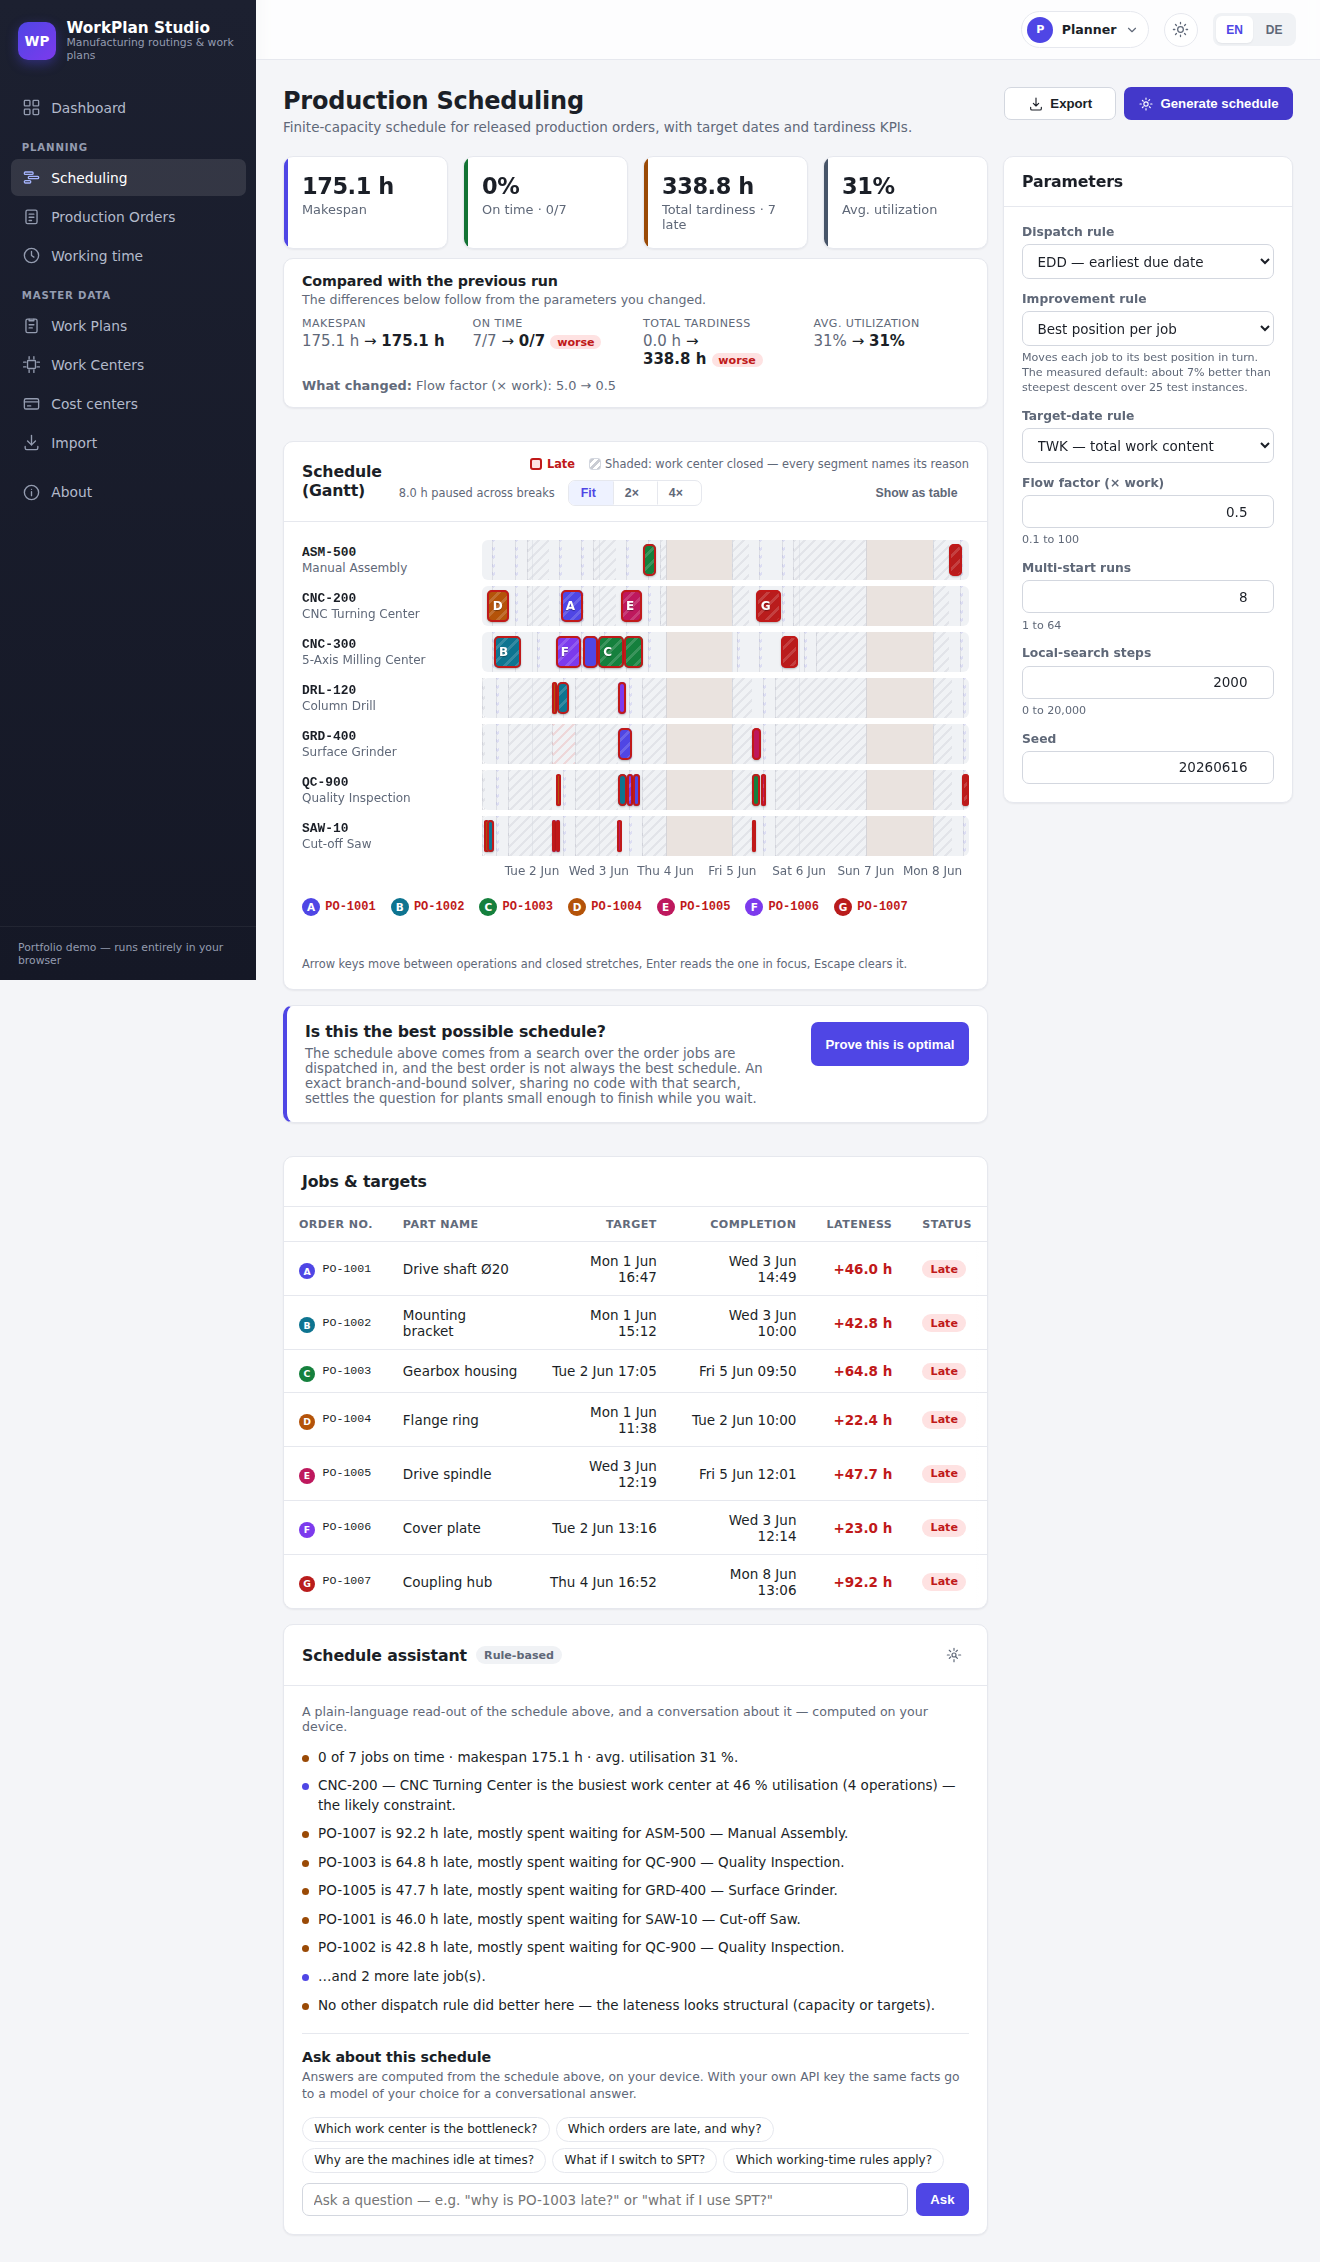 WP
WorkPlan Studio
Manufacturing routings & work
plans
Dashboard
PLANNING
Scheduling
Production Orders
Working time
MASTER DATA
Work Plans
Work Centers
Cost centers
Import
About
Portfolio demo — runs entirely in your
browser
P Planner
EN DE
Production Scheduling
Finite-capacity schedule for released production orders, with target dates and tardiness KPIs.
Export
Generate schedule
175.1 h
Makespan
0%
On time · 0/7
338.8 h
Total tardiness · 7
late
31%
Avg. utilization
Compared with the previous run
The differences below follow from the parameters you changed.
MAKESPAN
175.1 h → 175.1 h
ON TIME
7/7 → 0/7 worse
TOTAL TARDINESS
0.0 h →
338.8 h worse
AVG. UTILIZATION
31% → 31%
What changed: Flow factor (× work): 5.0 → 0.5
Parameters
Dispatch rule
EDD — earliest due date
Improvement rule
Best position per job
Moves each job to its best position in turn.
The measured default: about 7% better than
steepest descent over 25 test instances.
Target-date rule
TWK — total work content
Flow factor (× work)
0.5
0.1 to 100
Multi-start runs
8
1 to 64
Local-search steps
2000
0 to 20,000
Seed
20260616
Schedule
(Gantt)
Late
Shaded: work center closed — every segment names its reason
8.0 h paused across breaks
Fit 2× 4×
Show as table
ASM-500
Manual Assembly
CNC-200
CNC Turning Center
D A E G
CNC-300
5-Axis Milling Center
B F C
DRL-120
Column Drill
GRD-400
Surface Grinder
QC-900
Quality Inspection
SAW-10
Cut-off Saw
Tue 2 Jun Wed 3 Jun Thu 4 Jun Fri 5 Jun Sat 6 Jun Sun 7 Jun Mon 8 Jun
A PO-1001 B PO-1002 C PO-1003 D PO-1004 E PO-1005 F PO-1006 G PO-1007
Arrow keys move between operations and closed stretches, Enter reads the one in focus, Escape clears it.
Is this the best possible schedule?
The schedule above comes from a search over the order jobs are
dispatched in, and the best order is not always the best schedule. An
exact branch-and-bound solver, sharing no code with that search,
settles the question for plants small enough to finish while you wait.
Prove this is optimal
Jobs & targets
ORDER NO. PART NAME TARGET COMPLETION LATENESS STATUS
A PO-1001 Drive shaft Ø20 Mon 1 Jun 16:47 Wed 3 Jun 14:49 +46.0 h Late
B PO-1002 Mounting bracket Mon 1 Jun 15:12 Wed 3 Jun 10:00 +42.8 h Late
C PO-1003 Gearbox housing Tue 2 Jun 17:05 Fri 5 Jun 09:50 +64.8 h Late
D PO-1004 Flange ring Mon 1 Jun 11:38 Tue 2 Jun 10:00 +22.4 h Late
E PO-1005 Drive spindle Wed 3 Jun 12:19 Fri 5 Jun 12:01 +47.7 h Late
F PO-1006 Cover plate Tue 2 Jun 13:16 Wed 3 Jun 12:14 +23.0 h Late
G PO-1007 Coupling hub Thu 4 Jun 16:52 Mon 8 Jun 13:06 +92.2 h Late
Schedule assistant Rule-based
A plain-language read-out of the schedule above, and a conversation about it — computed on your
device.
0 of 7 jobs on time · makespan 175.1 h · avg. utilisation 31 %.
CNC-200 — CNC Turning Center is the busiest work center at 46 % utilisation (4 operations) —
the likely constraint.
PO-1007 is 92.2 h late, mostly spent waiting for ASM-500 — Manual Assembly.
PO-1003 is 64.8 h late, mostly spent waiting for QC-900 — Quality Inspection.
PO-1005 is 47.7 h late, mostly spent waiting for GRD-400 — Surface Grinder.
PO-1001 is 46.0 h late, mostly spent waiting for SAW-10 — Cut-off Saw.
PO-1002 is 42.8 h late, mostly spent waiting for QC-900 — Quality Inspection.
…and 2 more late job(s).
No other dispatch rule did better here — the lateness looks structural (capacity or targets).
Ask about this schedule
Answers are computed from the schedule above, on your device. With your own API key the same facts go
to a model of your choice for a conversational answer.
Which work center is the bottleneck? Which orders are late, and why?
Why are the machines idle at times? What if I switch to SPT? Which working-time rules apply?
Ask a question — e.g. "why is PO-1003 late?" or "what if I use SPT?"
Ask